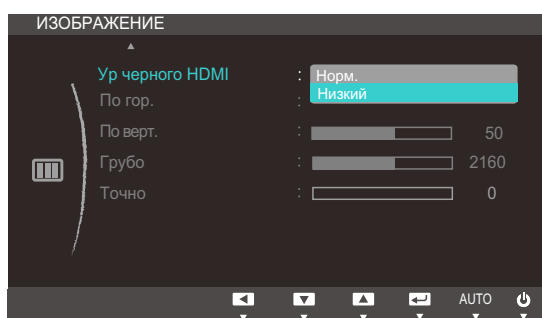 ИЗОБРАЖЕНИЕ
Ур черного HDMI : Норм.
Низкий
По гор. :
По верт. : 50
Грубо : 2160
Точно : 0
AUTO